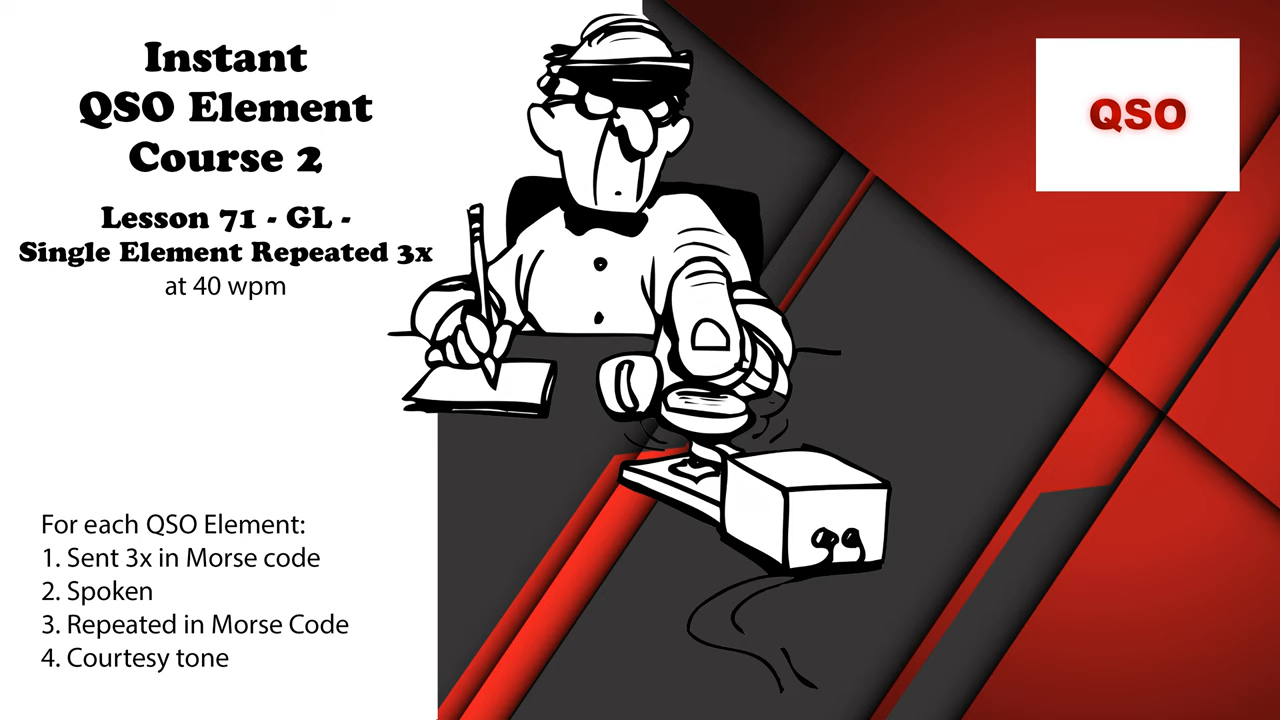 Instant
QSO Element
Course 2
Lesson 71 - GL -
Single Element Repeated 3x
at 40 wpm
QSO
For each QSO Element:
1. Sent 3x in Morse code
2. Spoken
3. Repeated in Morse Code
4. Courtesy tone